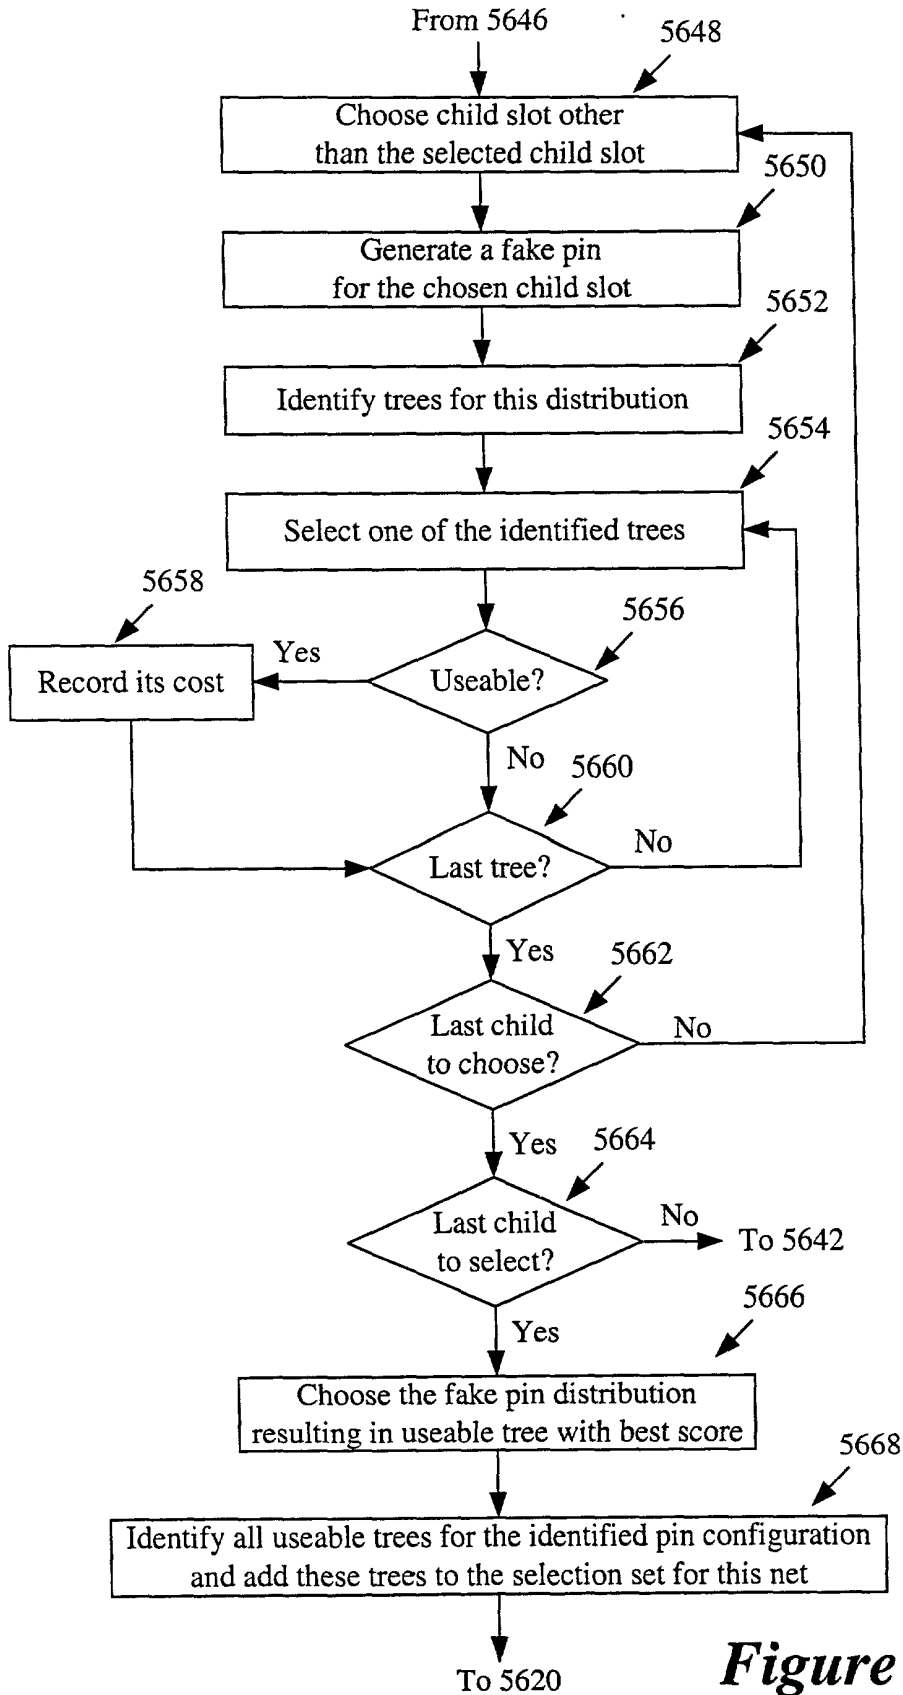 From 5646
5648
Choose child slot other
than the selected child slot
5650
Generate a fake pin
for the chosen child slot
5652
Identify trees for this distribution
5654
Select one of the identified trees
5658
5656
Yes
Record its cost
Useable?
No
5660
No
Last tree?
Yes
5662
Last child
to choose?
No
Yes
5664
Last child
to select?
No
To 5642
5666
Yes
Choose the fake pin distribution
resulting in useable tree with best score
5668
Identify all useable trees for the identified pin configuration
and add these trees to the selection set for this net
To 5620
Figure